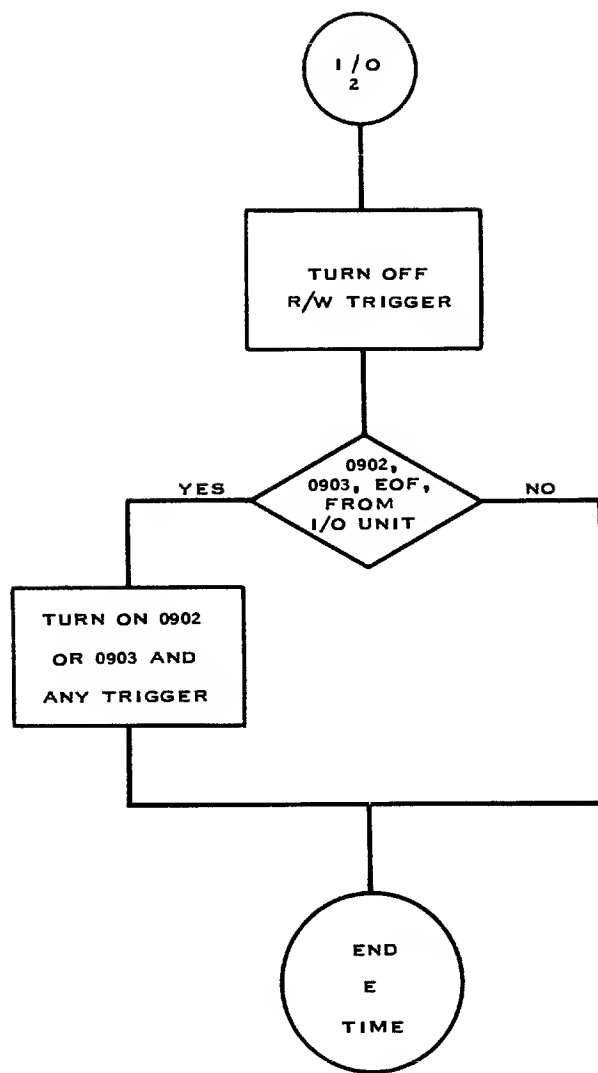 I/O
2
TURN OFF
R/W TRIGGER
0902,
0903, EOF,
FROM
I/O UNIT
YES
NO
TURN ON 0902
OR 0903 AND
ANY TRIGGER
END
E
TIME